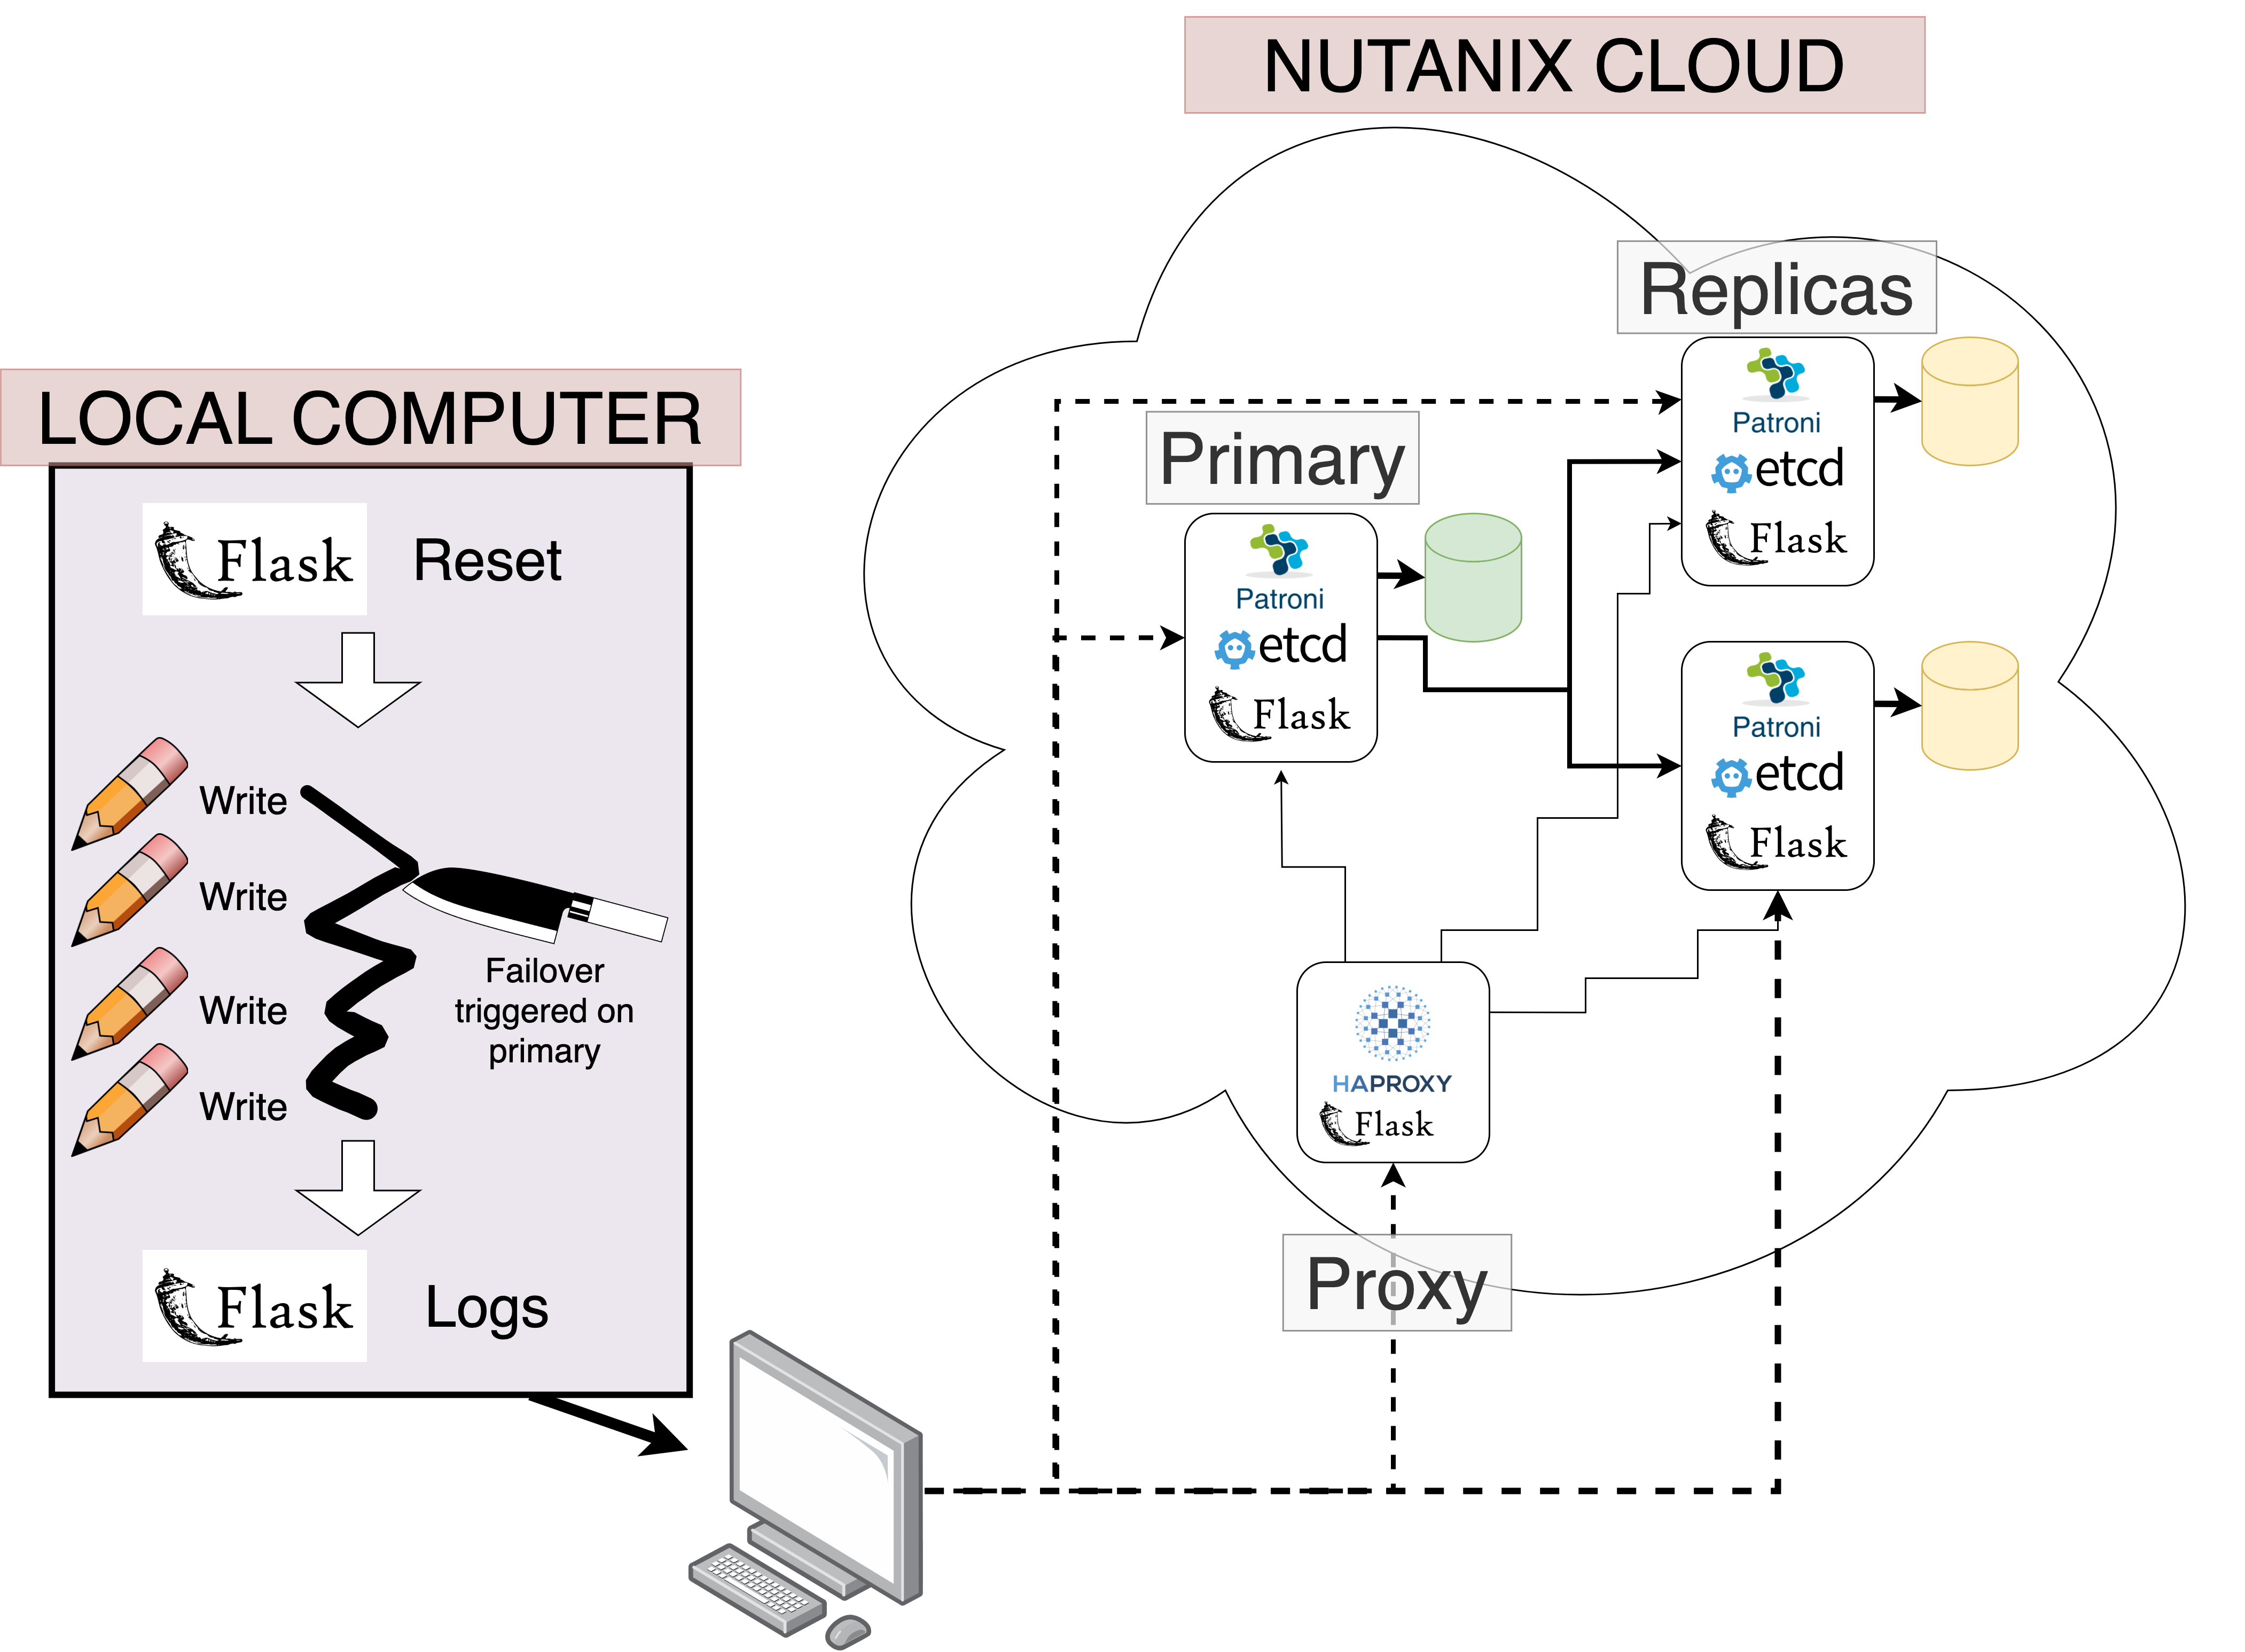 NUTANIX CLOUD
LOCAL COMPUTER
Flask
Reset
Write
Write
Write
Write
Failover
triggered on
primary
Flask
Logs
Primary
Patroni
etcd
Flask
Replicas
Patroni
etcd
Flask
Patroni
etcd
Flask
HAPROXY
Flask
Proxy